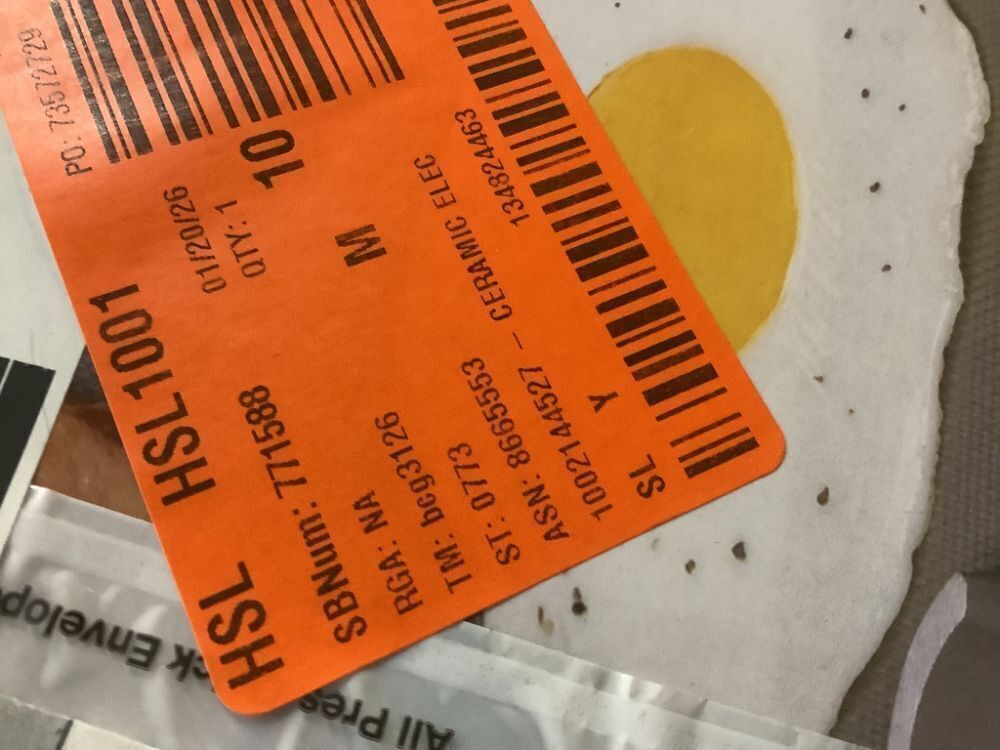 PO: 73572729
HSL HSL1001
01/20/26
QTY: 1 10
SBNum: 771588 M
RGA: NA
TM: bcg3126
ST: 0773
ASN: 8665553
1002144527 – CERAMIC ELEC
134824463
SL Y
All Pres
ck Envelop